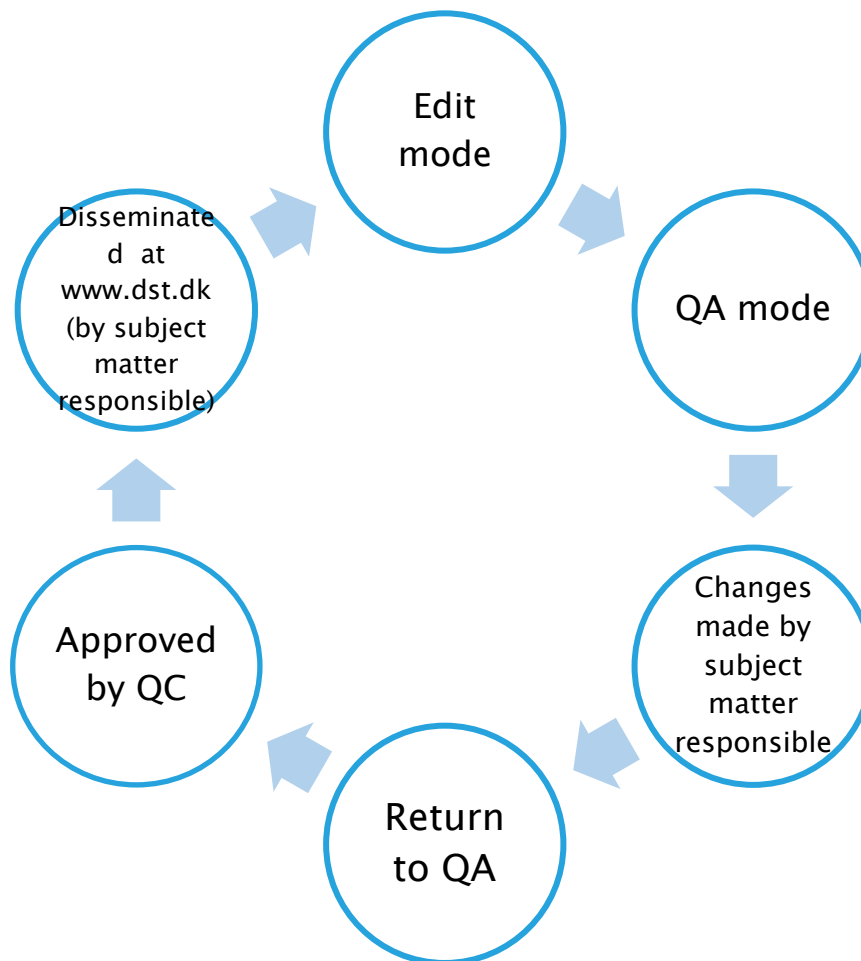 Edit
mode
QA mode
Changes
made by
subject
matter
responsible
Return
to QA
Approved
by QC
Disseminate
d at
www.dst.dk
(by subject
matter
responsible)